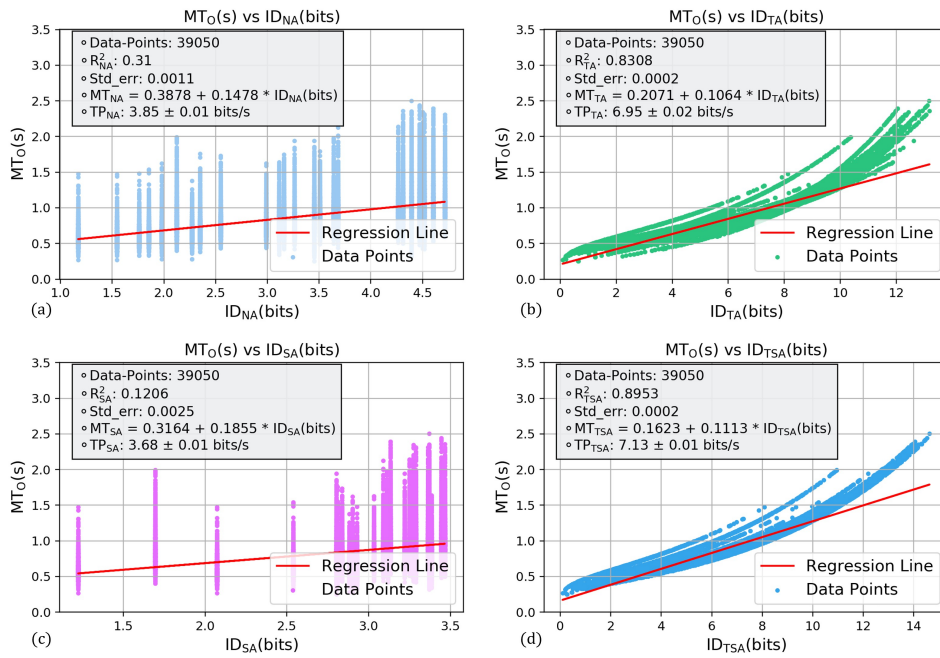 MT_O(s) vs ID_NA(bits)
Data-Points: 39050
R²_NA: 0.31
Std_err: 0.0011
MT_NA = 0.3878 + 0.1478 * ID_NA(bits)
TP_NA: 3.85 ± 0.01 bits/s
3.5
3.0
2.5
2.0
1.5
1.0
0.5
0.0
MT_O(s)
Regression Line
Data Points
1.0 1.5 2.0 2.5 3.0 3.5 4.0 4.5
(a)
ID_NA(bits)
MT_O(s) vs ID_TA(bits)
Data-Points: 39050
R²_TA: 0.8308
Std_err: 0.0002
MT_TA = 0.2071 + 0.1064 * ID_TA(bits)
TP_TA: 6.95 ± 0.02 bits/s
3.5
3.0
2.5
2.0
1.5
1.0
0.5
0.0
MT_O(s)
Regression Line
Data Points
0 2 4 6 8 10 12
(b)
ID_TA(bits)
MT_O(s) vs ID_SA(bits)
Data-Points: 39050
R²_SA: 0.1206
Std_err: 0.0025
MT_SA = 0.3164 + 0.1855 * ID_SA(bits)
TP_SA: 3.68 ± 0.01 bits/s
3.5
3.0
2.5
2.0
1.5
1.0
0.5
0.0
MT_O(s)
Regression Line
Data Points
1.5 2.0 2.5 3.0 3.5
(c)
ID_SA(bits)
MT_O(s) vs ID_TSA(bits)
Data-Points: 39050
R²_TSA: 0.8953
Std_err: 0.0002
MT_TSA = 0.1623 + 0.1113 * ID_TSA(bits)
TP_TSA: 7.13 ± 0.01 bits/s
3.5
3.0
2.5
2.0
1.5
1.0
0.5
0.0
MT_O(s)
Regression Line
Data Points
0 2 4 6 8 10 12 14
(d)
ID_TSA(bits)